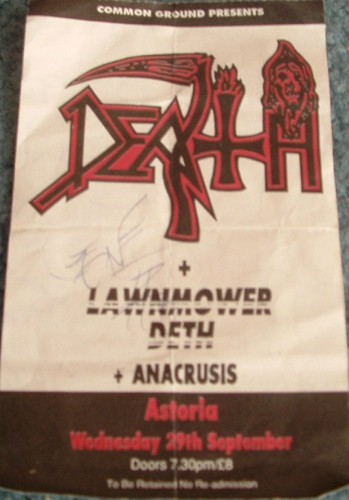 COMMON GROUND PRESENTS
DEATH
+
LAWNMOWER
DETH
+ ANACRUSIS
Astoria
Wednesday 29th September
Doors 7.30pm/£8
To Be Retained No Re-admission